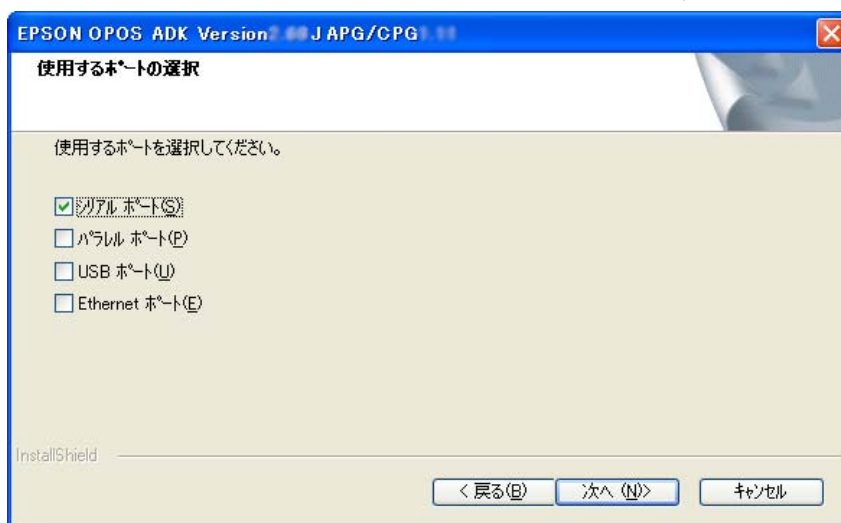 EPSON OPOS ADK Version J APG/CPG
使用するポートの選択
使用するポートを選択してください。
シリアル ポート(S)
パラレル ポート(P)
USB ポート(U)
Ethernet ポート(E)
InstallShield
< 戻る(B)
次へ (N)>
キャンセル